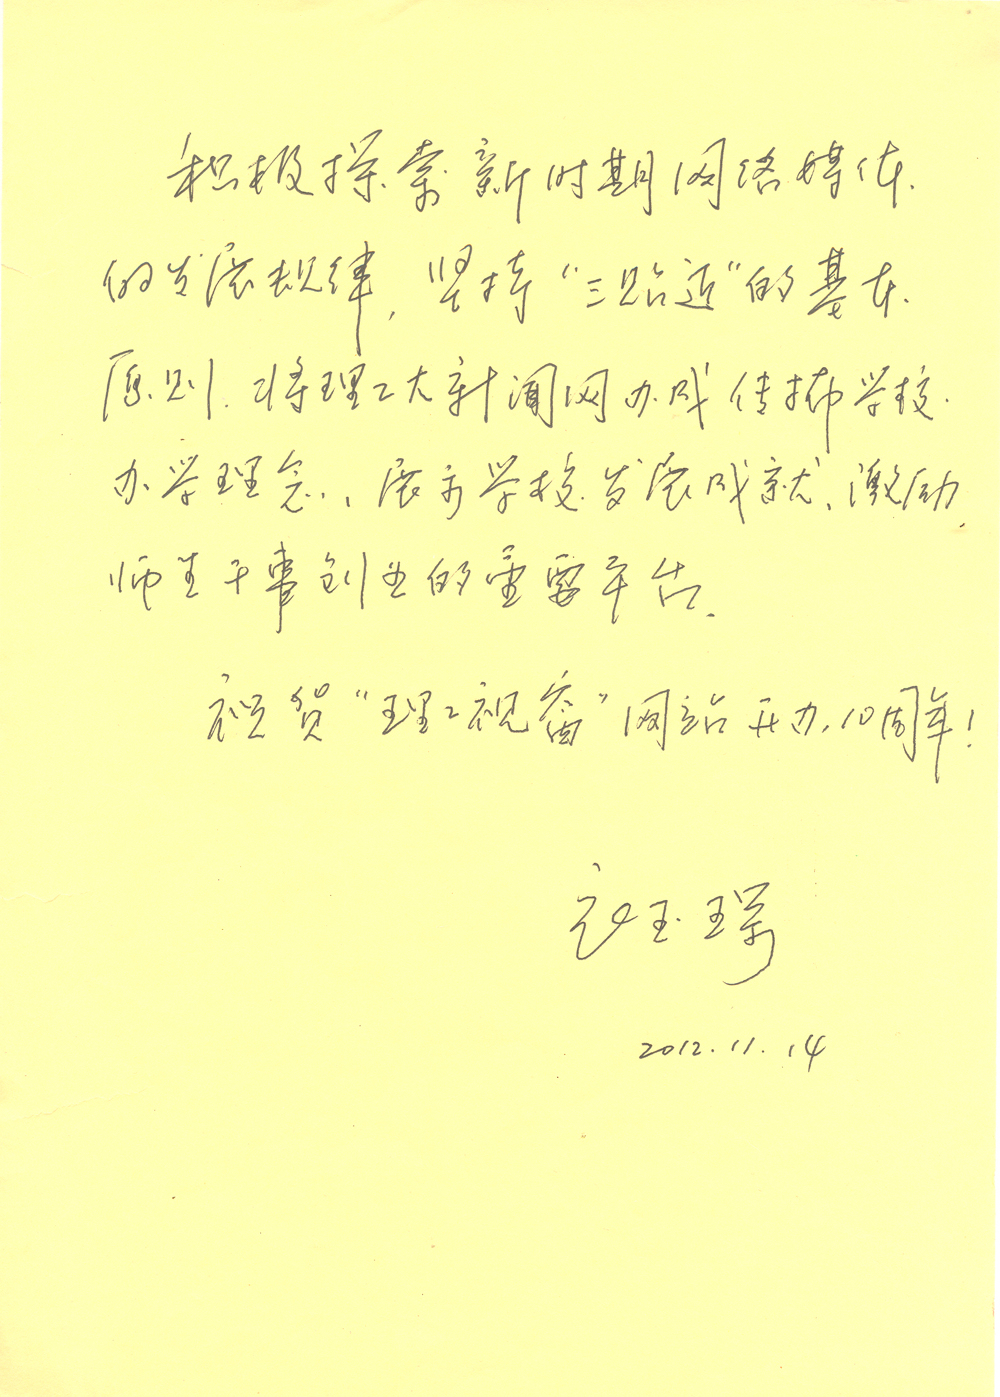 积极探索新时期网络媒体
的发展规律，坚持“三贴近”的基本
原则，将理工大新闻网办成传播学校
办学理念、展示学校发展成就、激励
师生干事创业的重要平台。
祝贺“理工视窗”网站开办10周年！
玉
2012.11.14